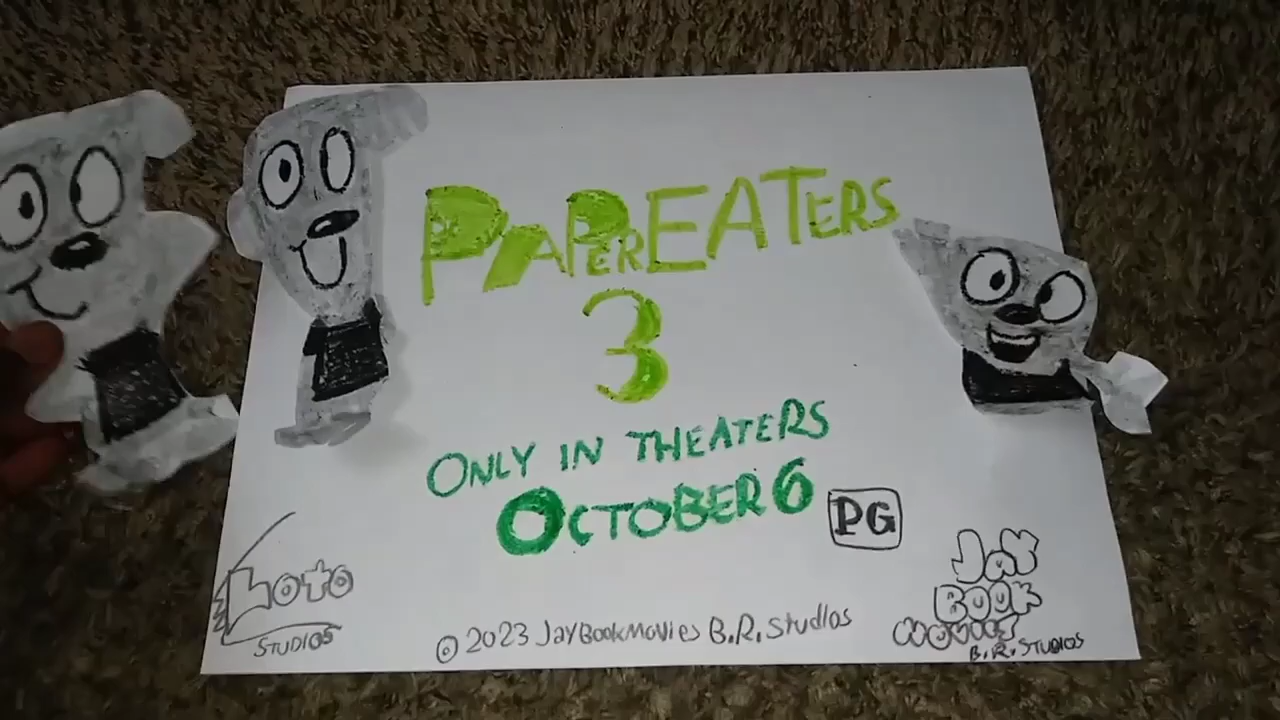 PAPEREATERS
3
ONLY IN THEATERS
OCTOBER 6
PG
Loto
STUDIOS
© 2023 JayBookMovies B.R. Studios
JAY
BOOK
MOVIES
B.R. STUDIOS